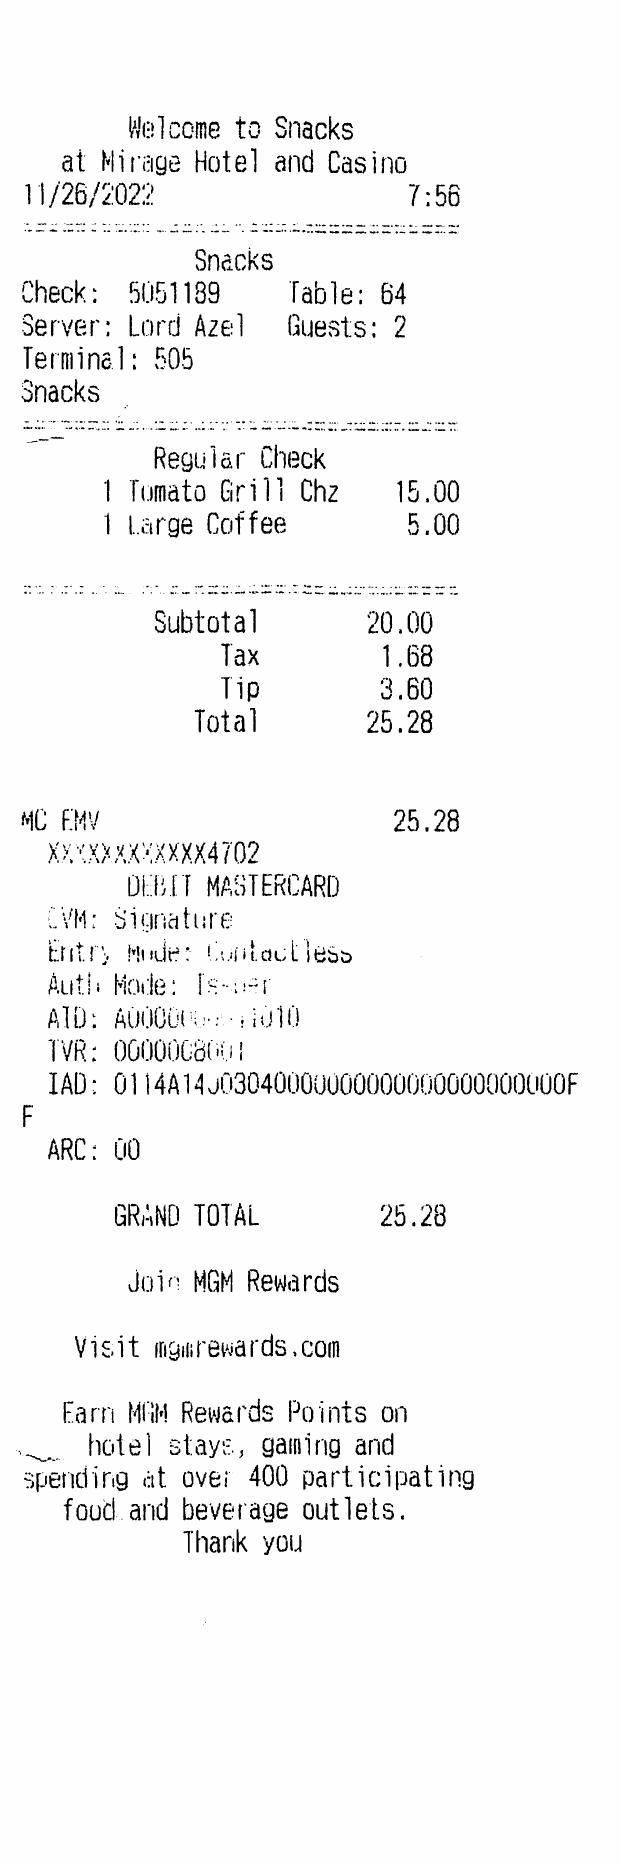 Welcome to Snacks
at Mirage Hotel and Casino
11/26/2022 7:56
Snacks
Check: 5051189 Table: 64
Server: Lord Azel Guests: 2
Terminal: 505
Snacks
Regular Check
1 Tomato Grill Chz 15.00
1 Large Coffee 5.00
Subtotal 20.00
Tax 1.68
Tip 3.60
Total 25.28
MC EMV 25.28
XXXXXXXXXXXX4702
DEBIT MASTERCARD
CVM: Signature
Entry Mode: Contactless
Auth Mode: Issuer
AID:
TVR:
IAD:
F
ARC: 00
GRAND TOTAL 25.28
Join MGM Rewards
Visit mgmrewards.com
Earn MGM Rewards Points on
hotel stays, gaming and
spending at over 400 participating
food and beverage outlets.
Thank you